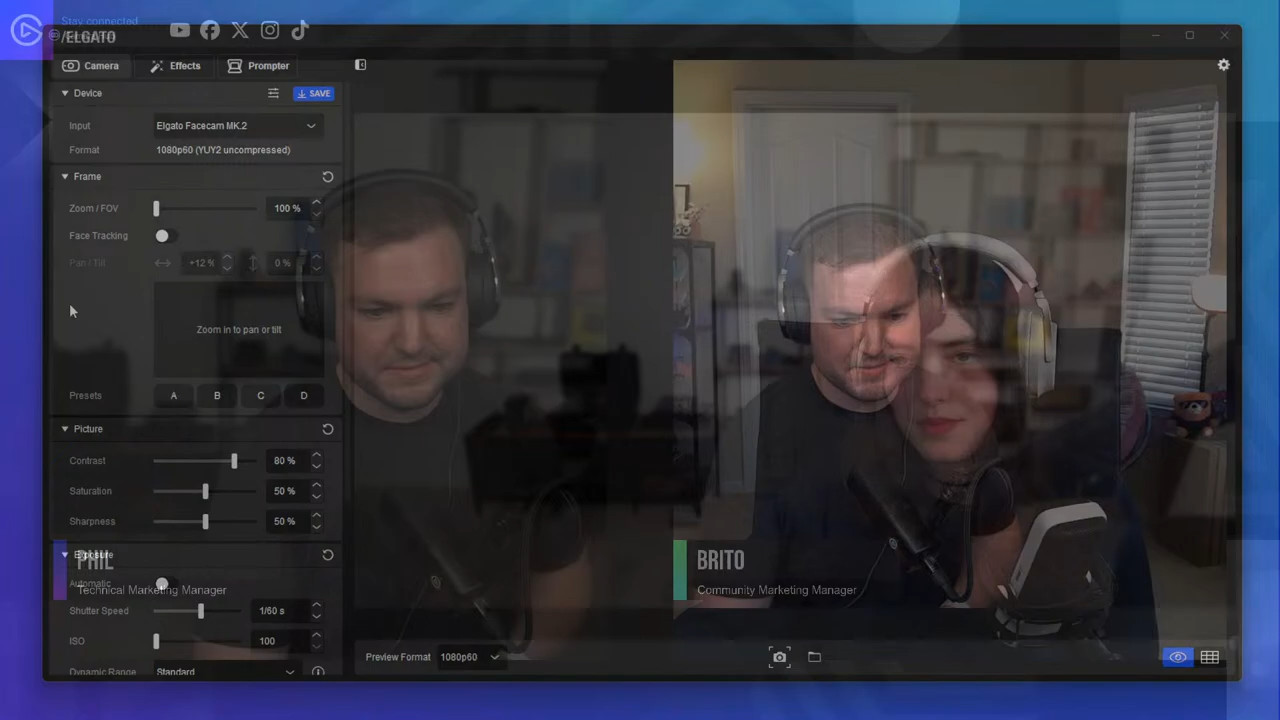 Stay connected
/ELGATO
Camera
Effects
Prompter
Device
SAVE
Input
Elgato Facecam MK.2
Format
1080p60 (YUY2 uncompressed)
Frame
Zoom / FOV
100 %
Face Tracking
Pan / Tilt
+12 %
0 %
Zoom in to pan or tilt
Presets
A
B
C
D
Picture
Contrast
80 %
Saturation
50 %
Sharpness
50 %
Exposure
PHIL
BRITO
Automatic
Technical Marketing Manager
Community Marketing Manager
Shutter Speed
1/60 s
ISO
100
Preview Format
1080p60
Dynamic Range
Standard